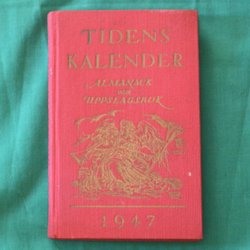 TIDENS
KALENDER
ALMANACK
OCH
UPPSLAGSBOK
1947